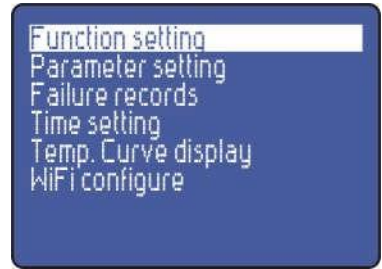 Function setting
Parameter setting
Failure records
Time setting
Temp. Curve display
WiFi configure